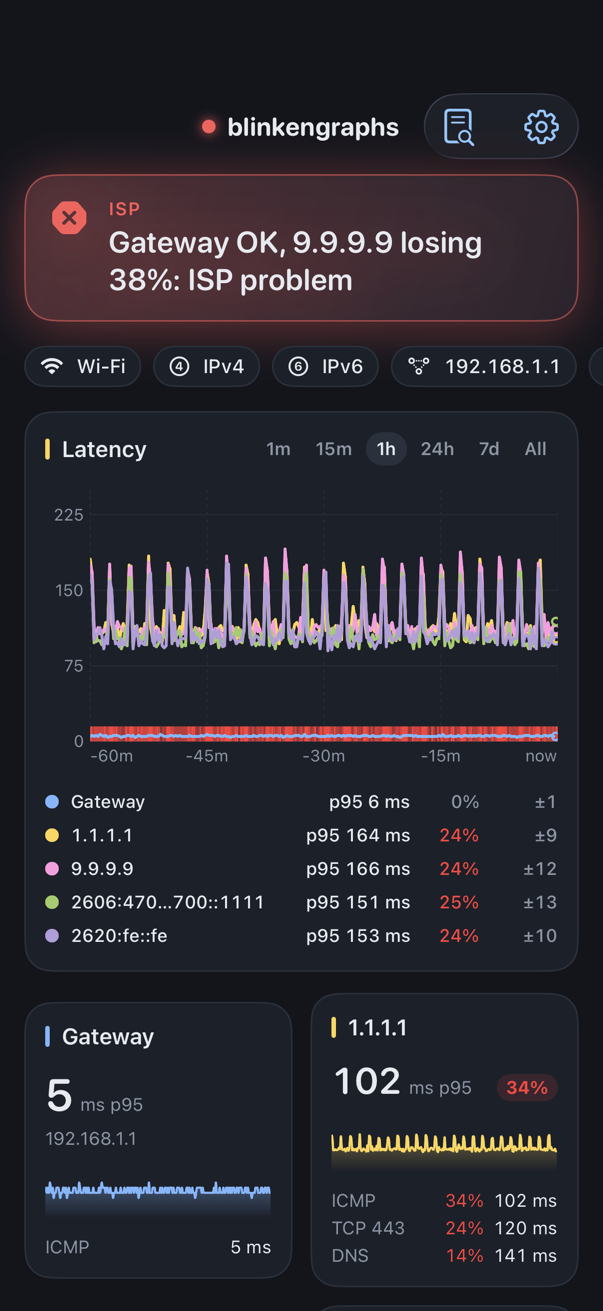 blinkengraphs
ISP
Gateway OK, 9.9.9.9 losing
38%: ISP problem
Wi-Fi
4 IPv4
6 IPv6
192.168.1.1
Latency 1m 15m 1h 24h 7d All
225
150
75
0
-60m -45m -30m -15m now
Gateway p95 6 ms 0% ±1
1.1.1.1 p95 164 ms 24% ±9
9.9.9.9 p95 166 ms 24% ±12
2606:470...700::1111 p95 151 ms 25% ±13
2620:fe::fe p95 153 ms 24% ±10
Gateway
5 ms p95
192.168.1.1
ICMP 5 ms
1.1.1.1
102 ms p95 34%
ICMP 34% 102 ms
TCP 443 24% 120 ms
DNS 14% 141 ms